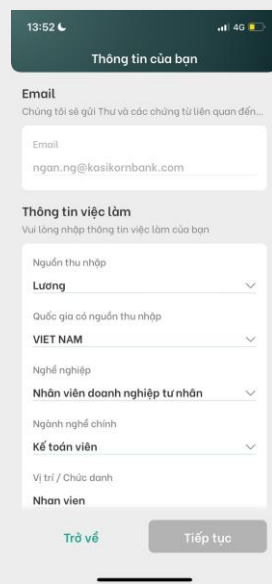 13:52
4G
Thông tin của bạn
Email
Chúng tôi sẽ gửi Thư và các chứng từ liên quan đến...
Email
ngan.ng@kasikornbank.com
Thông tin việc làm
Vui lòng nhập thông tin việc làm của bạn
Nguồn thu nhập
Lương
Quốc gia có nguồn thu nhập
VIET NAM
Nghề nghiệp
Nhân viên doanh nghiệp tư nhân
Ngành nghề chính
Kế toán viên
Vị trí / Chức danh
Nhan vien
Trở về
Tiếp tục